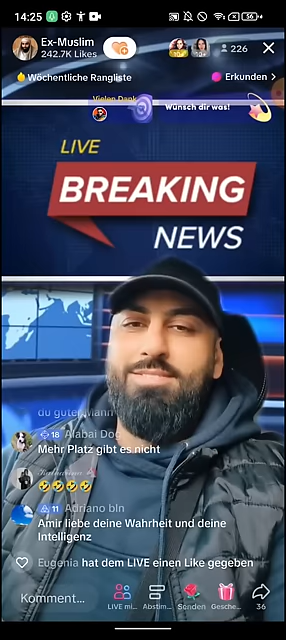 14:25
56
Ex-Muslim
242.7K Likes
226
Wöchentliche Rangliste
Erkunden >
Vielen Dank
Wünsch dir was!
LIVE
BREAKING
NEWS
du guter Mann
18 Alabai Dog
Mehr Platz gibt es nicht
🤣🤣🤣🤣
11 Adriano bln
Amir liebe deine Wahrheit und deine
Intelligenz
Eugenia hat dem LIVE einen Like gegeben
Komment...
LIVE mi...
Abstim...
Senden
Gesche...
36